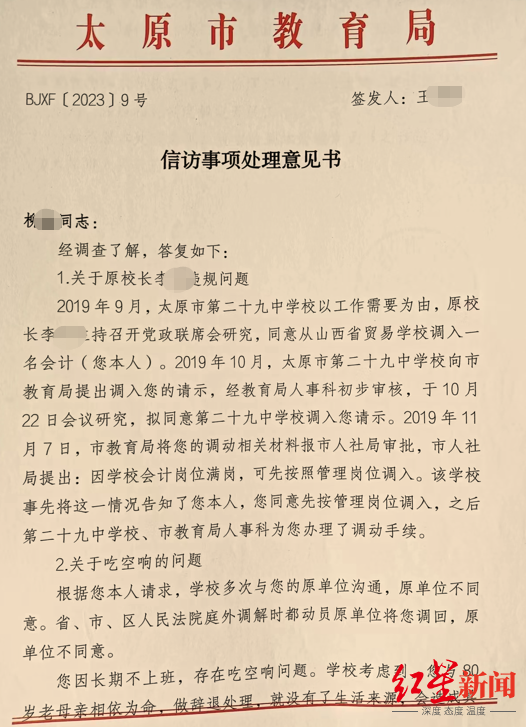 太原市教育局
BJXF〔2023〕9号 签发人：王
信访事项处理意见书
柳 同志：
经调查了解，答复如下：
1.关于原校长李 违规问题
2019年9月，太原市第二十九中学校以工作需要为由，原校
长李 主持召开党政联席会研究，同意从山西省贸易学校调入一
名会计（您本人）。2019年10月，太原市第二十九中学校向市
教育局提出调入您的请示，经教育局人事科初步审核，于10月
22日会议研究，拟同意第二十九中学校调入您请示。2019年11
月7日，市教育局将您的调动相关材料报市人社局审批，市人社
局提出：因学校会计岗位满岗，可先按照管理岗位调入。该学校
事先将这一情况告知了您本人，您同意先按管理岗位调入，之后
第二十九中学校、市教育局人事科为您办理了调动手续。
2.关于吃空响的问题
根据您本人请求，学校多次与您的原单位沟通，原单位不同
意。省、市、区人民法院庭外调解时都动员原单位将您调回，原
单位不同意。
您因长期不上班，存在吃空响问题。学校考虑到，您与80
岁老母亲相依为命，做辞退处理，就没有了生活来源，会造成其
红星新闻
深度 态度 温度